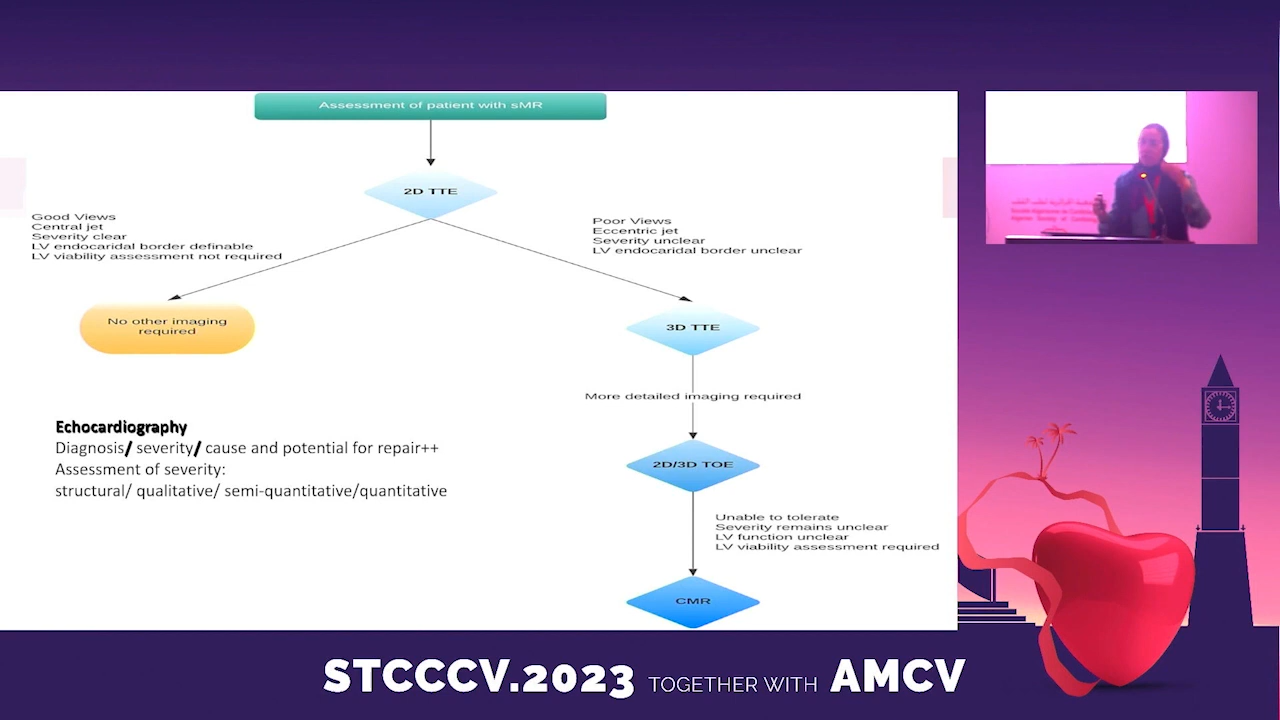 Assessment of patient with sMR
2D TTE
Good Views
Central jet
Severity clear
LV endocaridal border definable
LV viability assessment not required
Poor Views
Eccentric jet
Severity unclear
LV endocaridal border unclear
No other imaging
required
3D TTE
More detailed imaging required
Echocardiography
Diagnosis/ severity/ cause and potential for repair++
Assessment of severity:
structural/ qualitative/ semi-quantitative/quantitative
2D/3D TOE
Unable to tolerate
Severity remains unclear
LV function unclear
LV viability assessment required
CMR
STCCCV.2023 TOGETHER WITH AMCV